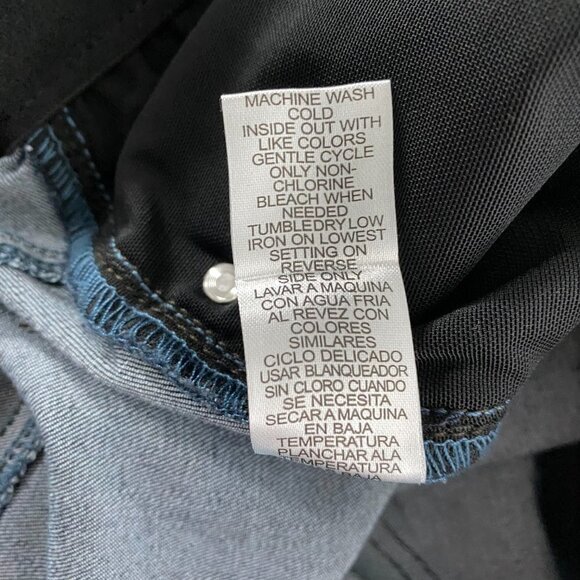 MACHINE WASH
COLD
INSIDE OUT WITH
LIKE COLORS
GENTLE CYCLE
ONLY NON-
CHLORINE
BLEACH WHEN
NEEDED
TUMBLEDRY LOW
IRON ON LOWEST
SETTING ON
REVERSE
SIDE ONLY
LAVAR A MAQUINA
CON AGUA FRIA
AL REVEZ CON
COLORES
SIMILARES
CICLO DELICADO
USAR BLANQUEADOR
SIN CLORO CUANDO
SE NECESITA
SECAR A MAQUINA
EN BAJA
TEMPERATURA
PLANCHAR ALA
TEMPERATURA
BAJA